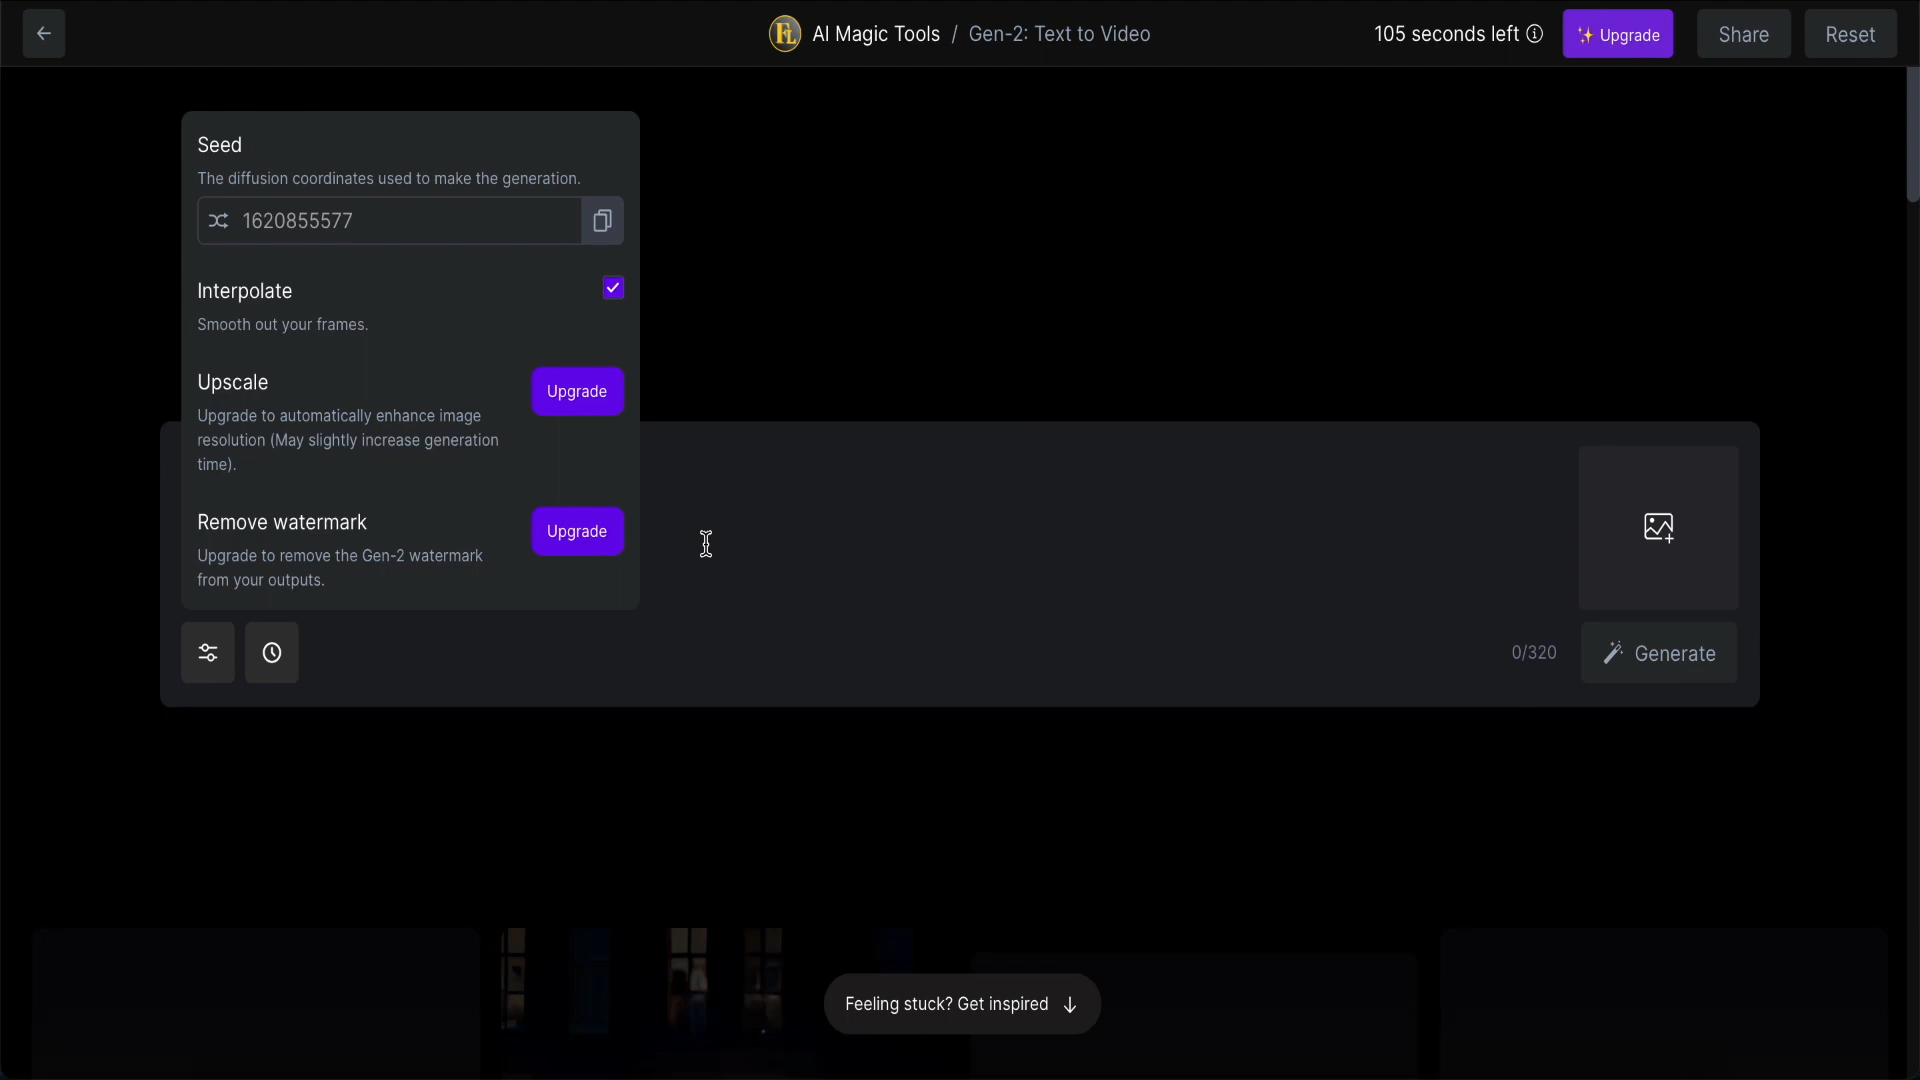 FL AI Magic Tools / Gen-2: Text to Video
105 seconds left
Upgrade
Share
Reset
Seed
The diffusion coordinates used to make the generation.
1620855577
Interpolate
Smooth out your frames.
Upscale
Upgrade
Upgrade to automatically enhance image
resolution (May slightly increase generation
time).
Remove watermark
Upgrade
Upgrade to remove the Gen-2 watermark
from your outputs.
0/320
Generate
Feeling stuck? Get inspired